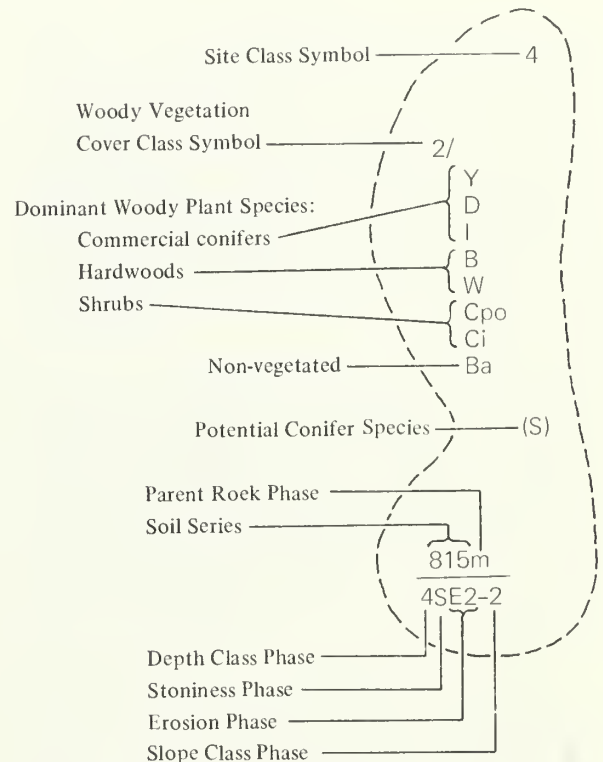 Site Class Symbol 4
Woody Vegetation
Cover Class Symbol 2/
Y
Dominant Woody Plant Species: D
Commercial conifers I
Hardwoods B
W
Shrubs Cpo
Ci
Non-vegetated Ba
Potential Conifer Species (S)
Parent Roek Phase
Soil Series
815m
4SE2-2
Depth Class Phase
Stoniness Phase
Erosion Phase
Slope Class Phase